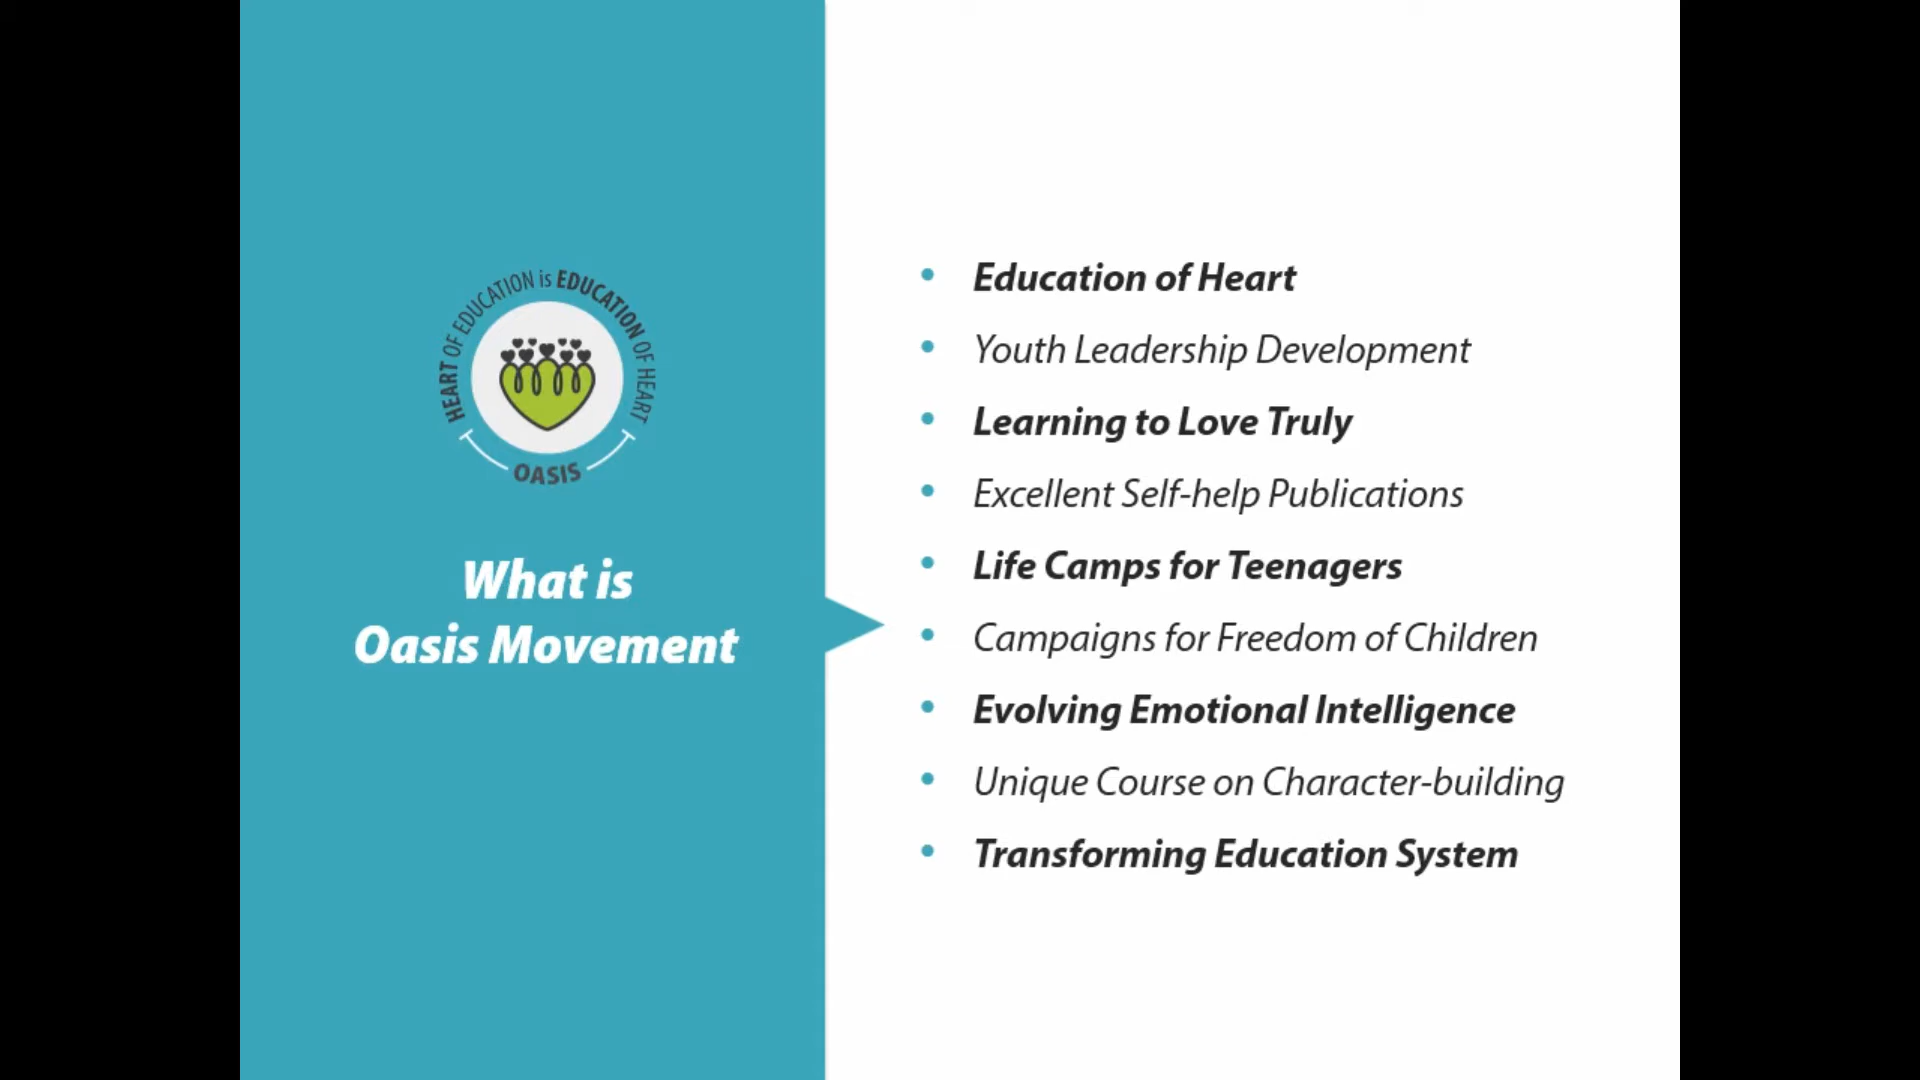 HEART OF EDUCATION is EDUCATION OF HEART
OASIS
What is
Oasis Movement
• Education of Heart
• Youth Leadership Development
• Learning to Love Truly
• Excellent Self-help Publications
• Life Camps for Teenagers
• Campaigns for Freedom of Children
• Evolving Emotional Intelligence
• Unique Course on Character-building
• Transforming Education System